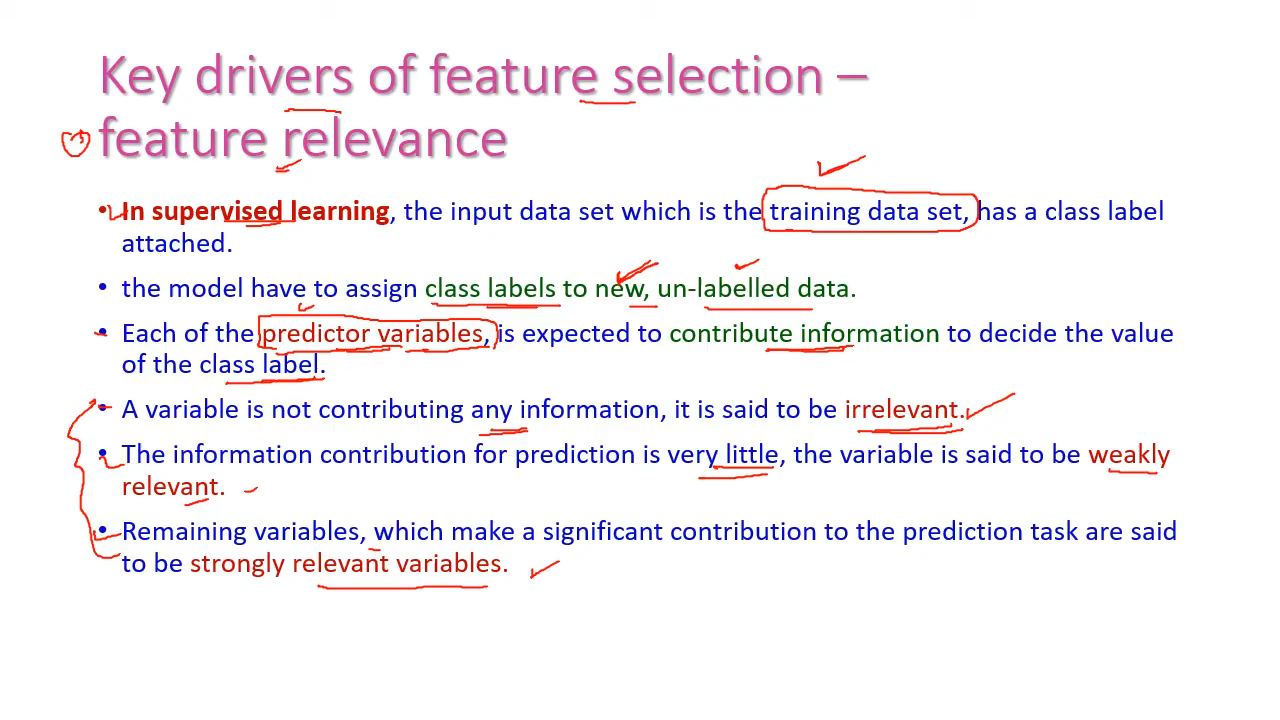 Key drivers of feature selection –
feature relevance
• In supervised learning, the input data set which is the training data set, has a class label
attached.
• the model have to assign class labels to new, un-labelled data.
• Each of the predictor variables, is expected to contribute information to decide the value
of the class label.
• A variable is not contributing any information, it is said to be irrelevant.
• The information contribution for prediction is very little, the variable is said to be weakly
relevant.
• Remaining variables, which make a significant contribution to the prediction task are said
to be strongly relevant variables.